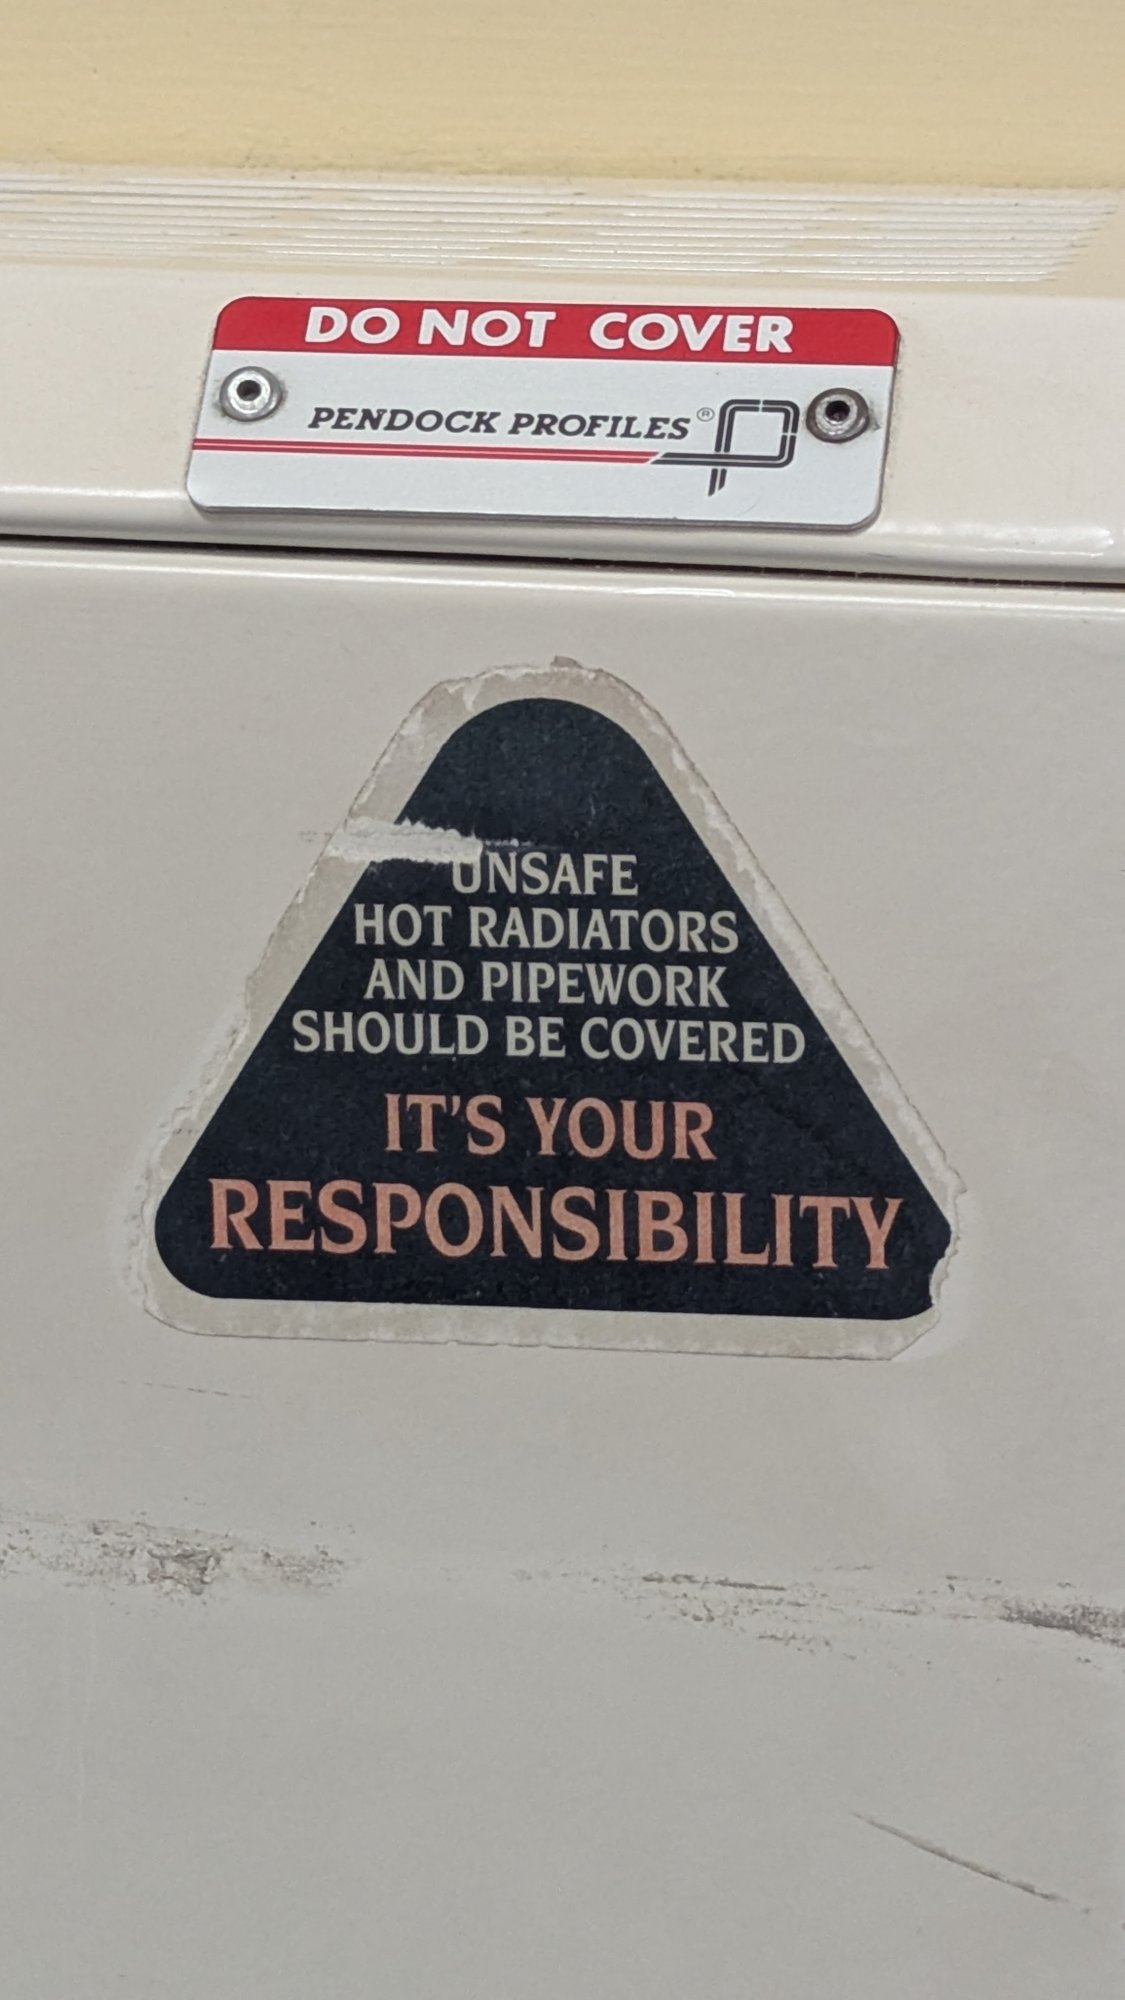 DO NOT COVER
PENDOCK PROFILES®
UNSAFE
HOT RADIATORS
AND PIPEWORK
SHOULD BE COVERED
IT'S YOUR
RESPONSIBILITY